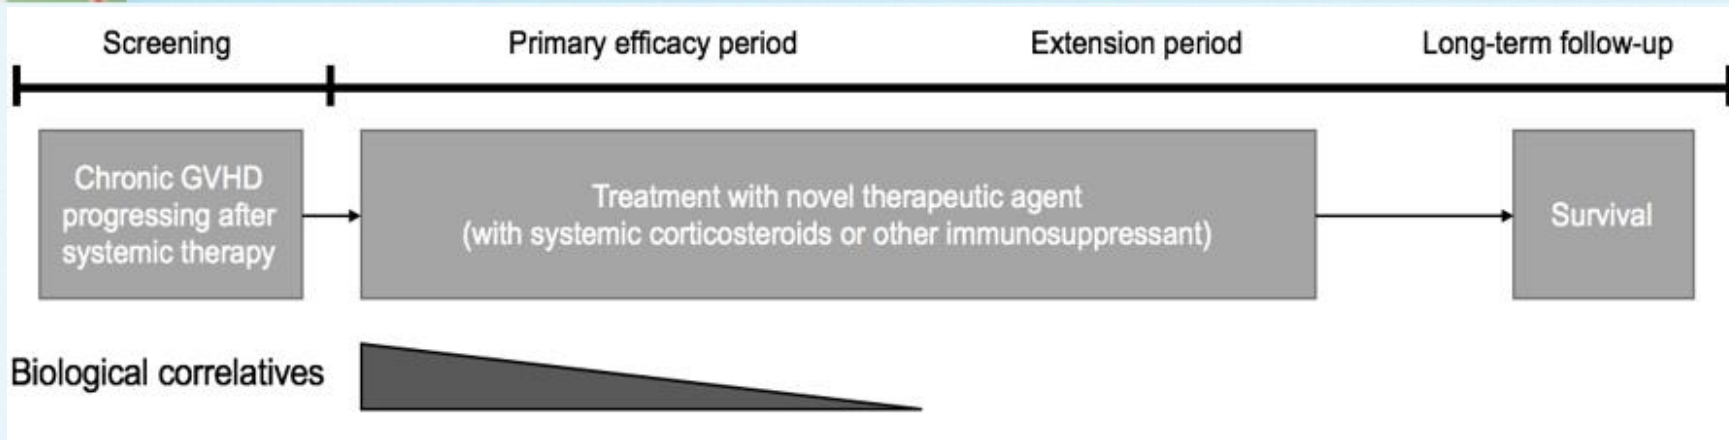 Screening
Primary efficacy period
Extension period
Long-term follow-up
Chronic GVHD
progressing after
systemic therapy
Treatment with novel therapeutic agent
(with systemic corticosteroids or other immunosuppressant)
Survival
Biological correlatives